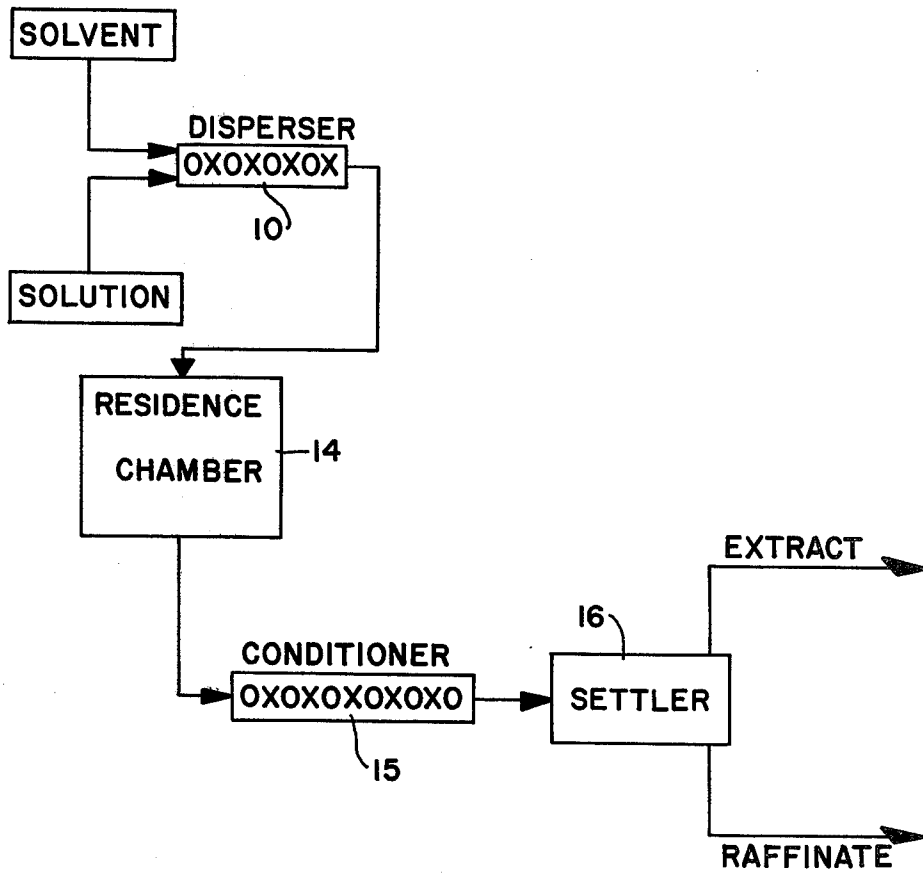 SOLVENT
DISPERSER
OXOXOXOX
10
SOLUTION
RESIDENCE
CHAMBER
14
EXTRACT
16
CONDITIONER
OXOXOXOXOXO
SETTLER
15
RAFFINATE